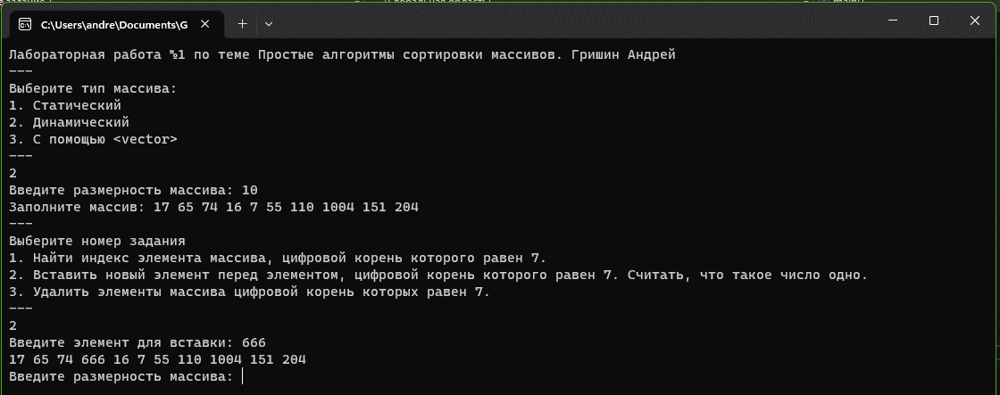 C:\Users\andre\Documents\G
Лабораторная работа №1 по теме Простые алгоритмы сортировки массивов. Гришин Андрей
---
Выберите тип массива:
1. Статический
2. Динамический
3. С помощью <vector>
---
2
Введите размерность массива: 10
Заполните массив: 17 65 74 16 7 55 110 1004 151 204
---
Выберите номер задания
1. Найти индекс элемента массива, цифровой корень которого равен 7.
2. Вставить новый элемент перед элементом, цифровой корень которого равен 7. Считать, что такое число одно.
3. Удалить элементы массива цифровой корень которых равен 7.
---
2
Введите элемент для вставки: 666
17 65 74 666 16 7 55 110 1004 151 204
Введите размерность массива: